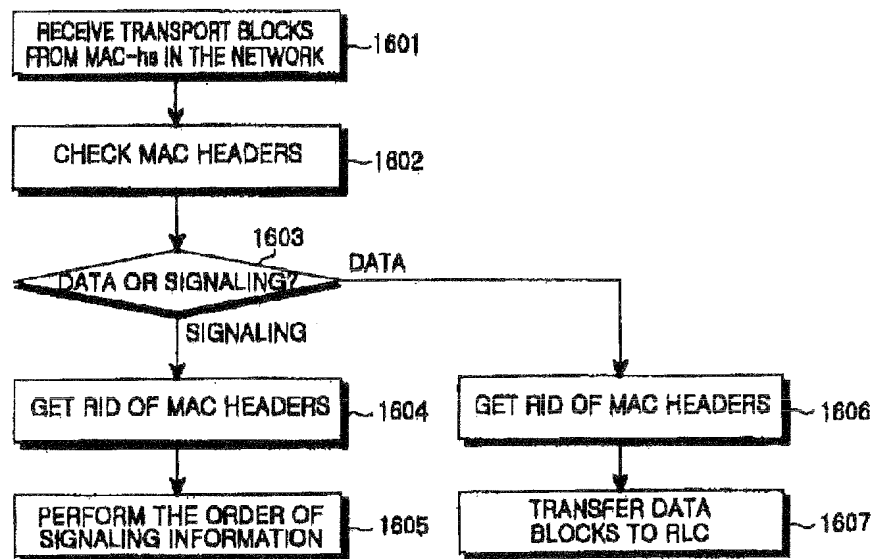 RECEIVE TRANSPORT BLOCKS
FROM MAC-hs IN THE NETWORK
1601
CHECK MAC HEADERS
1602
1603
DATA OR SIGNALING?
DATA
SIGNALING
GET RID OF MAC HEADERS
1604
GET RID OF MAC HEADERS
1606
PERFORM THE ORDER OF
SIGNALING INFORMATION
1605
TRANSFER DATA
BLOCKS TO RLC
1607